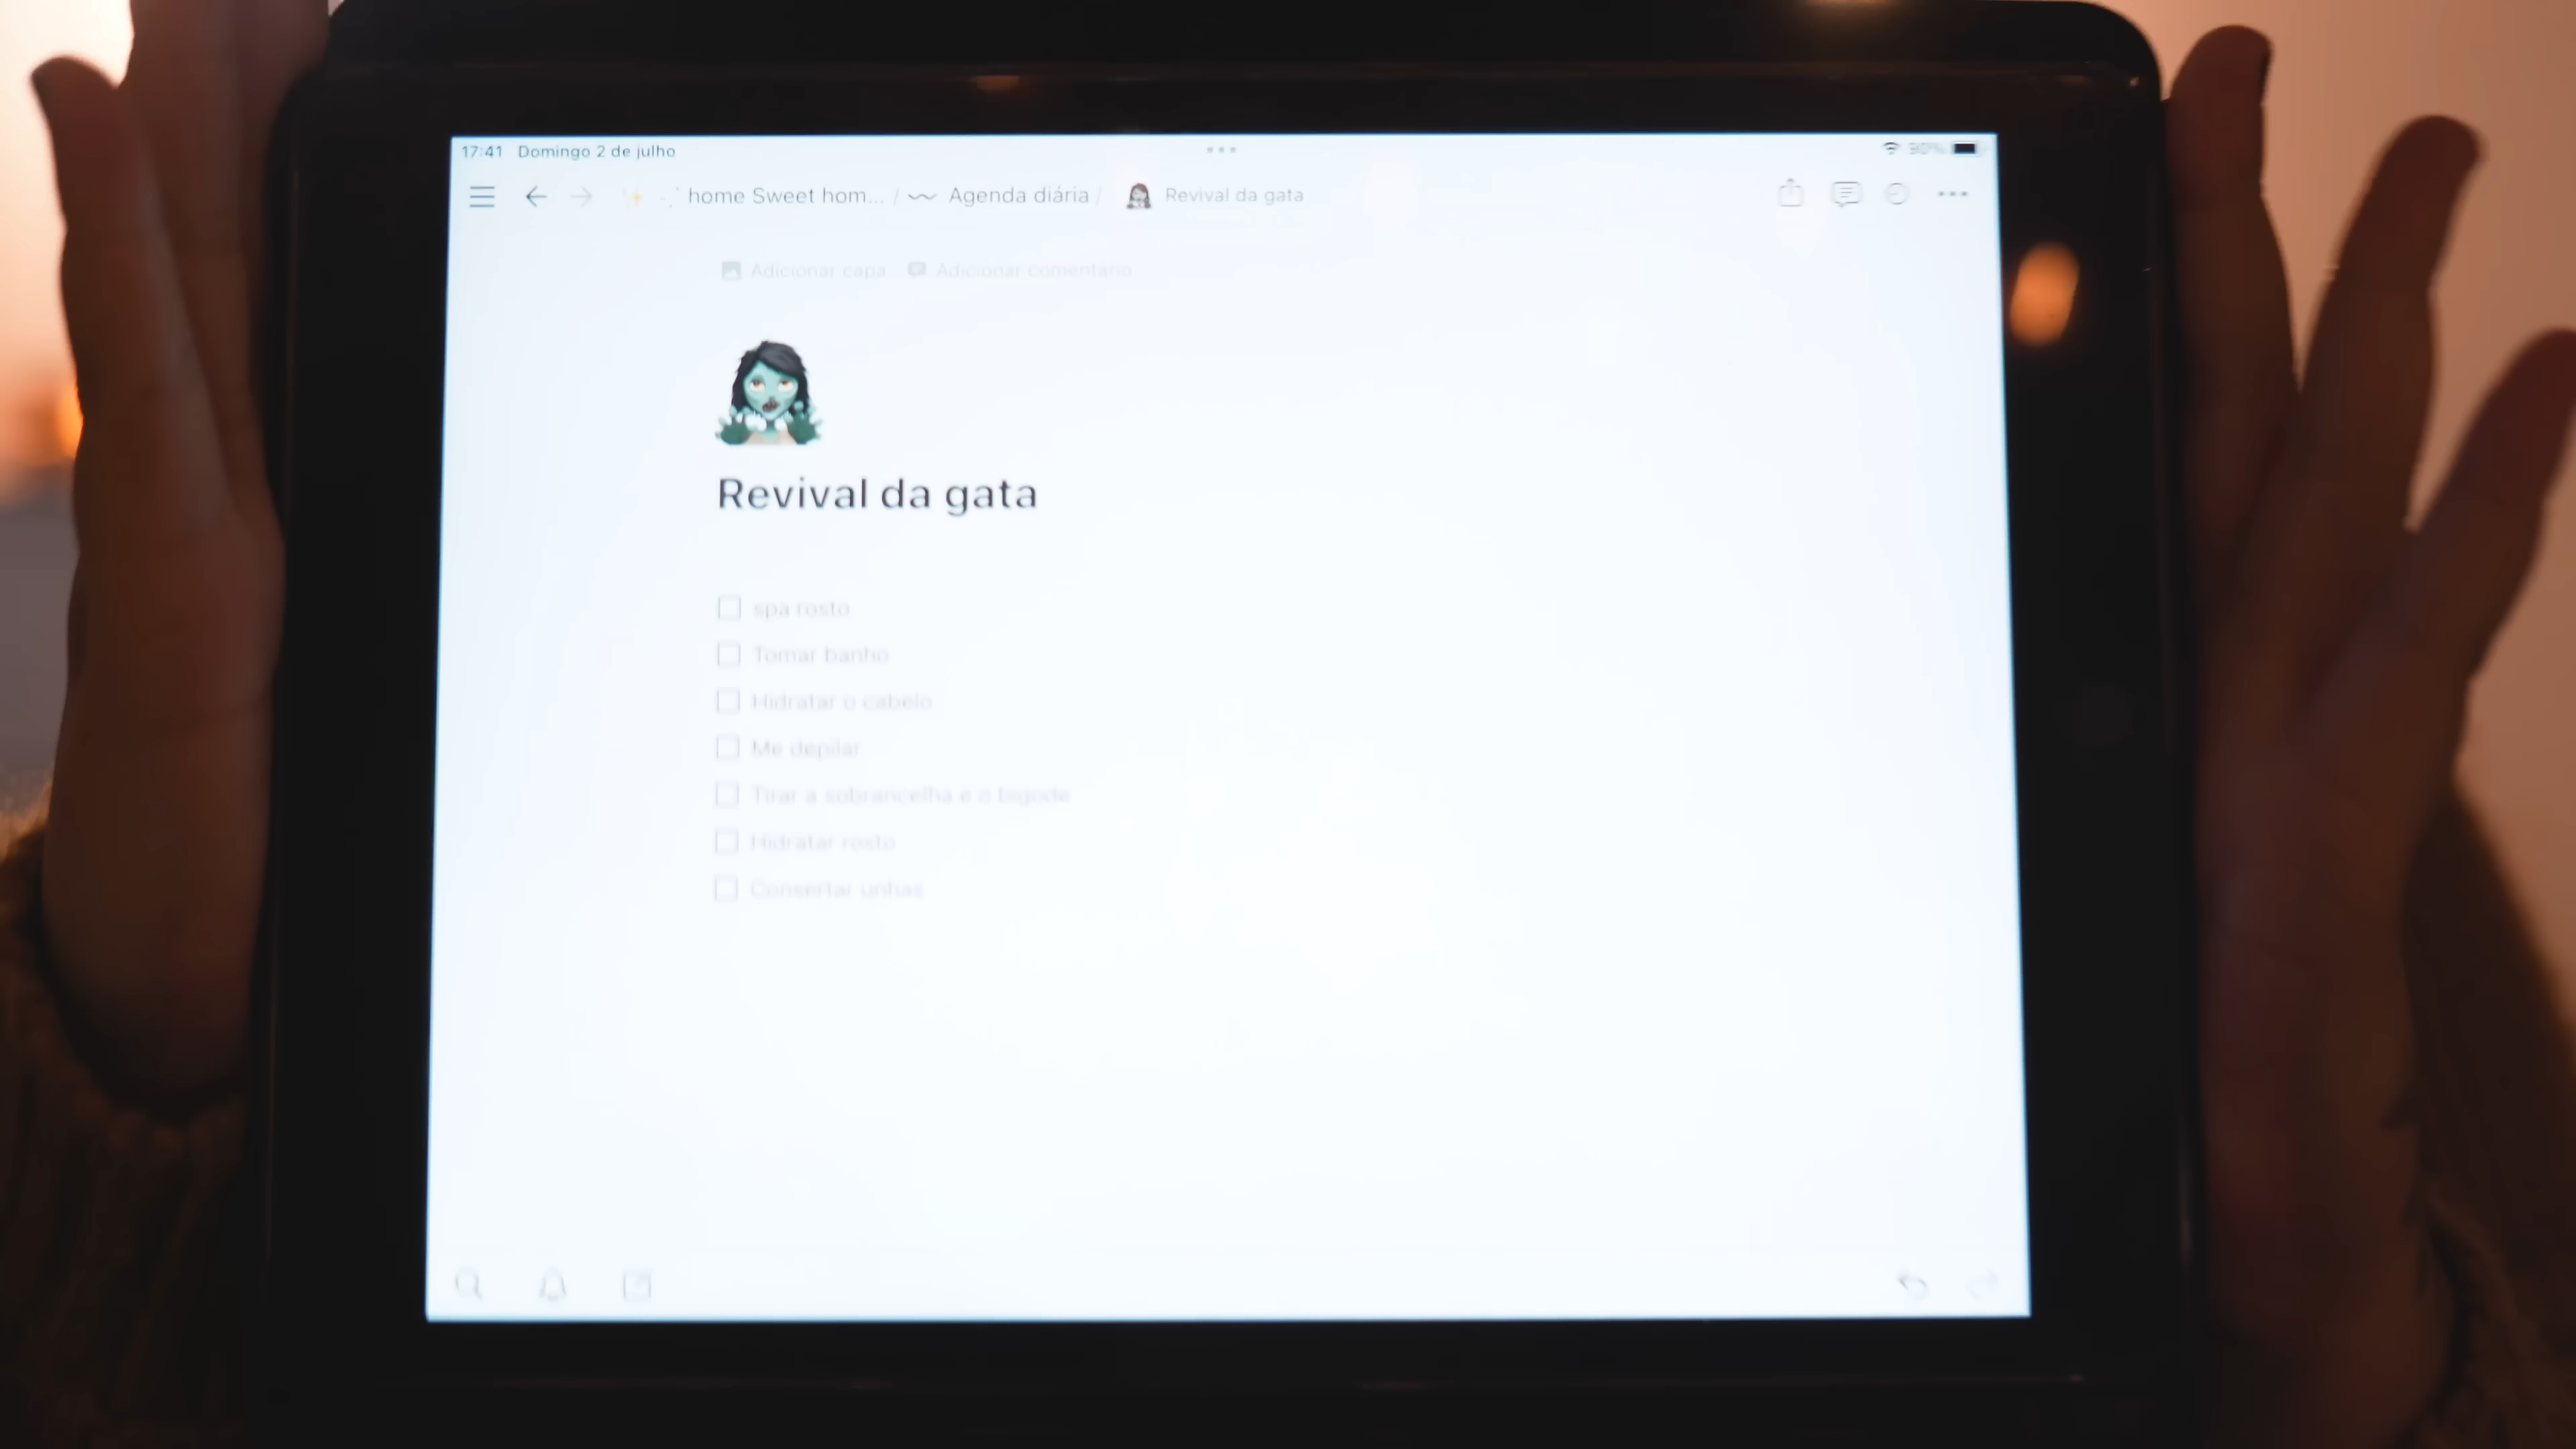 17:41 Domingo 2 de julho
90%
home Sweet hom... / Agenda diária / Revival da gata
Adicionar capa Adicionar comentário
Revival da gata
spa rosto
Tomar banho
Hidratar o cabelo
Me depilar
Tirar a sobrancelha e o bigode
Hidratar rosto
Consertar unhas